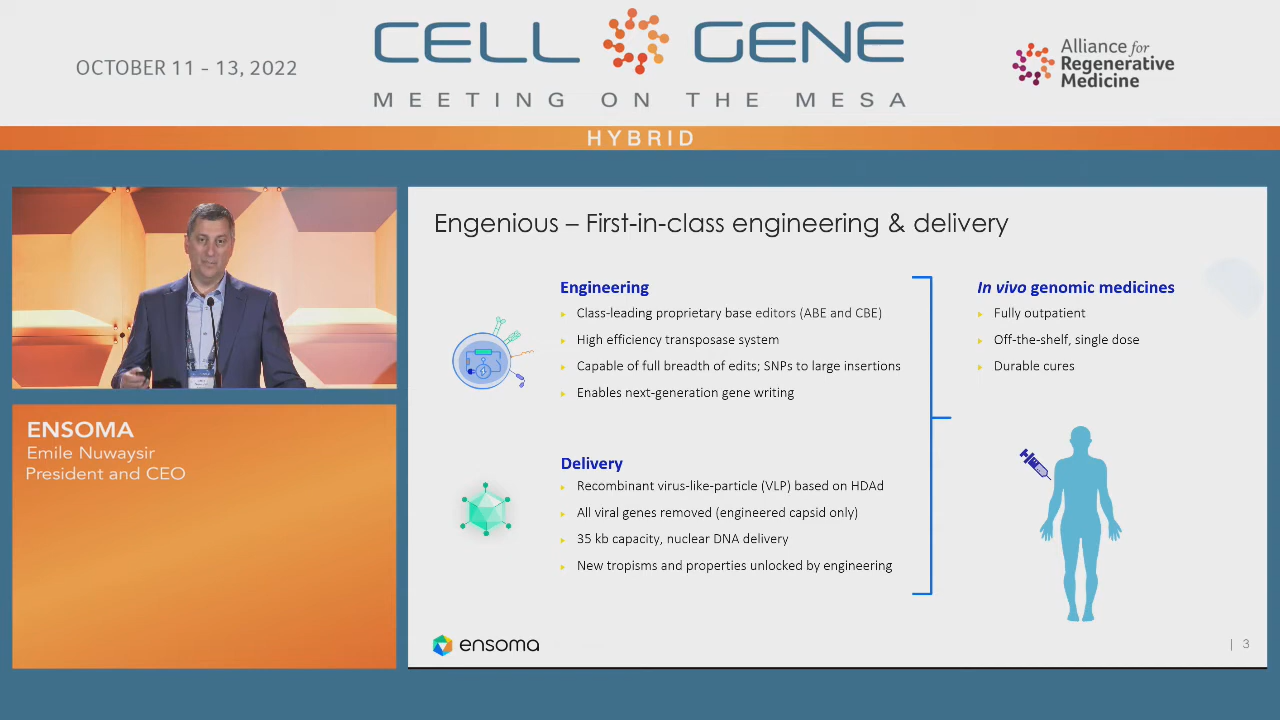 OCTOBER 11 - 13, 2022
CELL GENE
MEETING ON THE MESA
Alliance for
Regenerative
Medicine
HYBRID
ENSOMA
Emile Nuwaysir
President and CEO
Engenious – First-in-class engineering & delivery
Engineering
Class-leading proprietary base editors (ABE and CBE)
High efficiency transposase system
Capable of full breadth of edits; SNPs to large insertions
Enables next-generation gene writing
Delivery
Recombinant virus-like-particle (VLP) based on HDAd
All viral genes removed (engineered capsid only)
35 kb capacity, nuclear DNA delivery
New tropisms and properties unlocked by engineering
In vivo genomic medicines
Fully outpatient
Off-the-shelf, single dose
Durable cures
ensoma
| 3